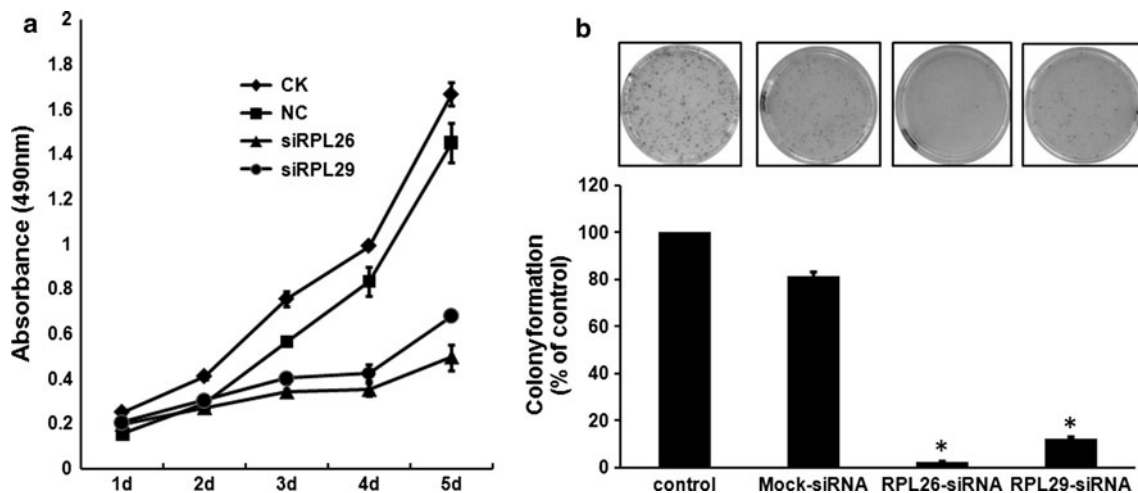 a
2
1.8
1.6
1.4
1.2
1
0.8
0.6
0.4
0.2
0
Absorbance (490nm)
CK
NC
siRPL26
siRPL29
1d 2d 3d 4d 5d
b
120
100
80
60
40
20
0
Colonyformation
(% of control)
*
*
control Mock-siRNA RPL26-siRNA RPL29-siRNA